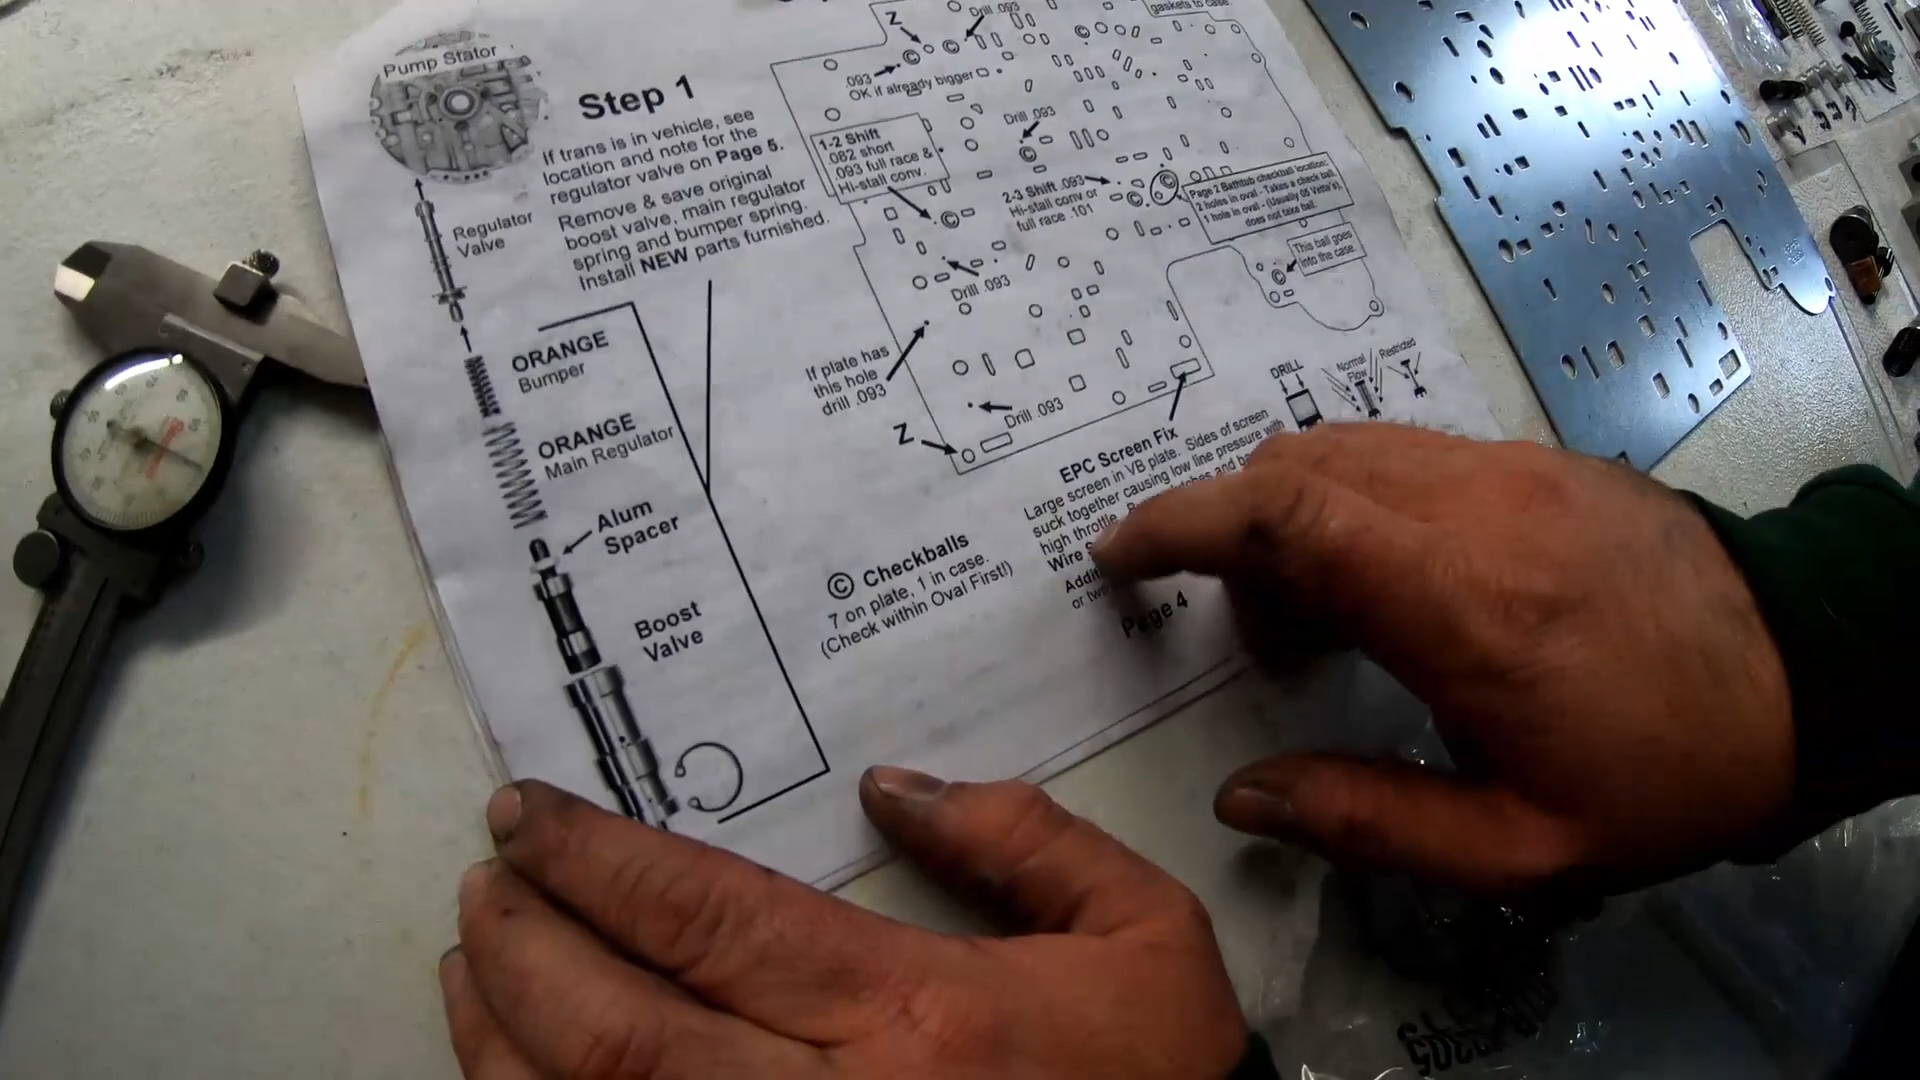 Pump Stator
Step 1
If trans is in vehicle, see
location and note for the
regulator valve on Page 5.
Remove & save original
boost valve, main regulator
spring and bumper spring.
Install NEW parts furnished.
Regulator
Valve
ORANGE
Bumper
ORANGE
Main Regulator
Alum
Spacer
Boost
Valve
Z
Drill .093
gaskets to case.
.093
OK if already bigger
Drill .093
1-2 Shift
.082 short
.093 full race &
Hi-stall conv.
2-3 Shift .093
Hi-stall conv or
full race .101
Page 2 Bathtub checkball location:
2 holes in oval - Takes a check ball.
1 hole in oval - (Usually 05 Vette's),
does not take ball.
This ball goes
into the case.
Drill .093
If plate has
this hole
drill .093
Drill .093
Z
DRILL
Normal
Flow
Restricted
© Checkballs
7 on plate, 1 in case.
(Check within Oval First!)
EPC Screen Fix
Large screen in VB plate. Sides of screen
suck together causing low line pressure with
high throttle.
Wire
or
Page 4